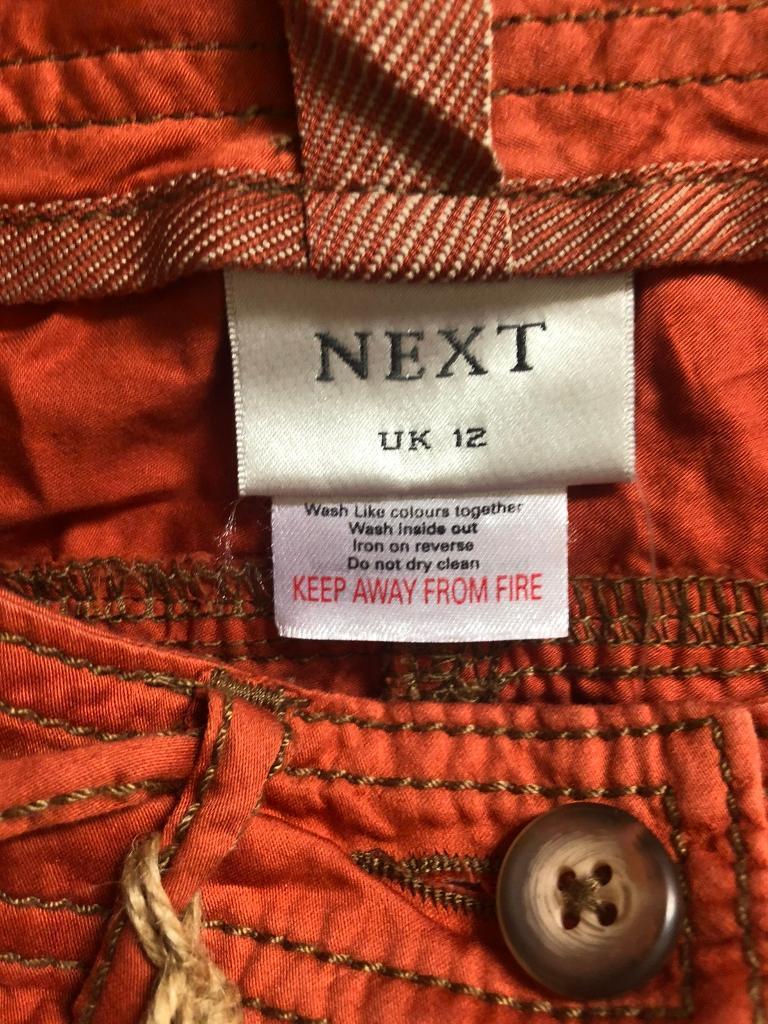 NEXT
UK 12
Wash Like colours together
Wash inside out
Iron on reverse
Do not dry clean
KEEP AWAY FROM FIRE